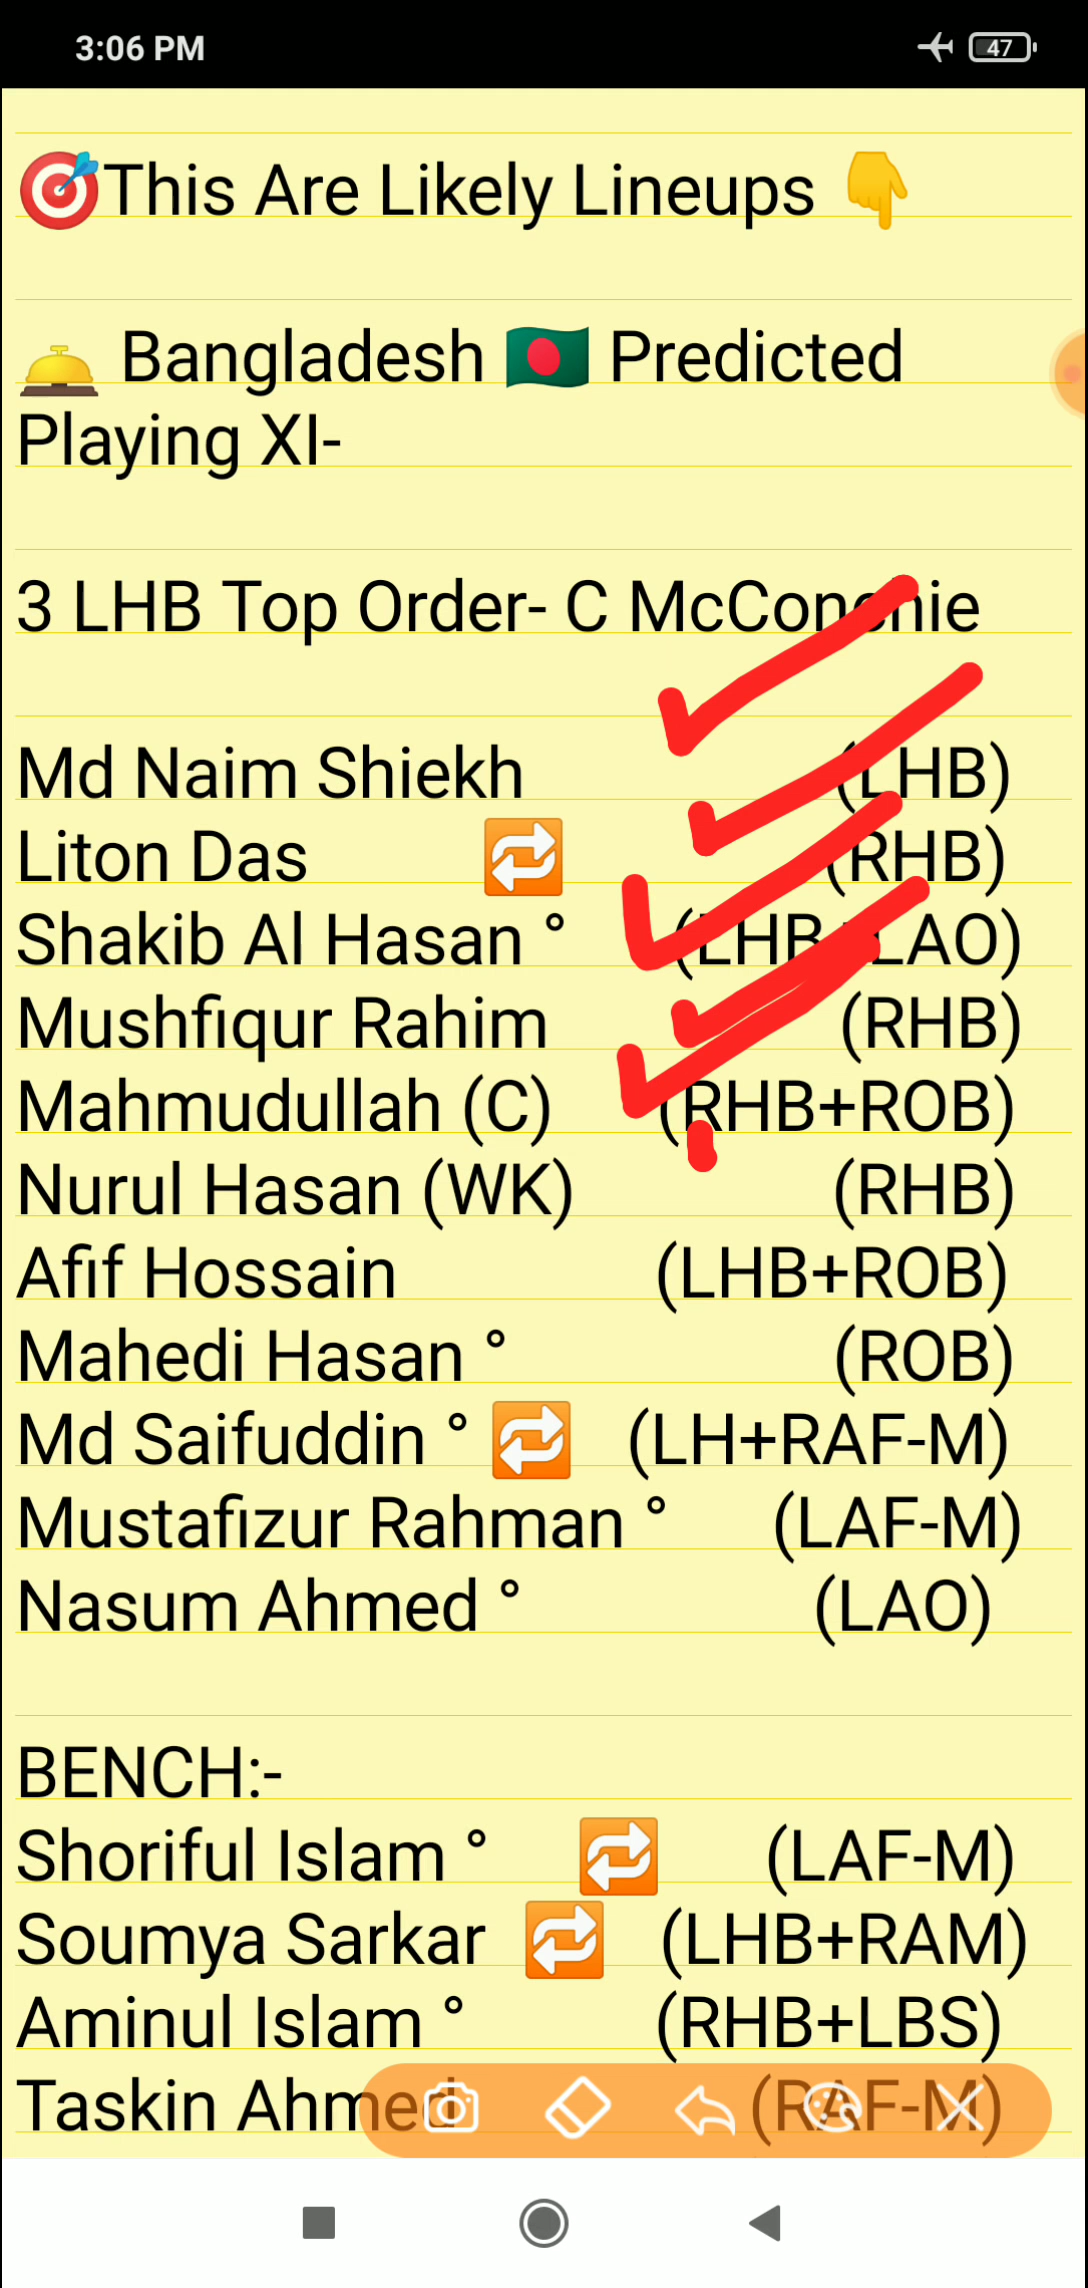 3:06 PM
47
🎯This Are Likely Lineups 👇
🛎 Bangladesh 🇧🇩 Predicted
Playing XI-
3 LHB Top Order- C McConchie
Md Naim Shiekh (LHB)
Liton Das 🔁 (RHB)
Shakib Al Hasan ° (LHB+LAO)
Mushfiqur Rahim (RHB)
Mahmudullah (C) (RHB+ROB)
Nurul Hasan (WK) (RHB)
Afif Hossain (LHB+ROB)
Mahedi Hasan ° (ROB)
Md Saifuddin ° 🔁 (LH+RAF-M)
Mustafizur Rahman ° (LAF-M)
Nasum Ahmed ° (LAO)
BENCH:-
Shoriful Islam ° 🔁 (LAF-M)
Soumya Sarkar 🔁 (LHB+RAM)
Aminul Islam ° (RHB+LBS)
Taskin Ahmed (RAF-M)